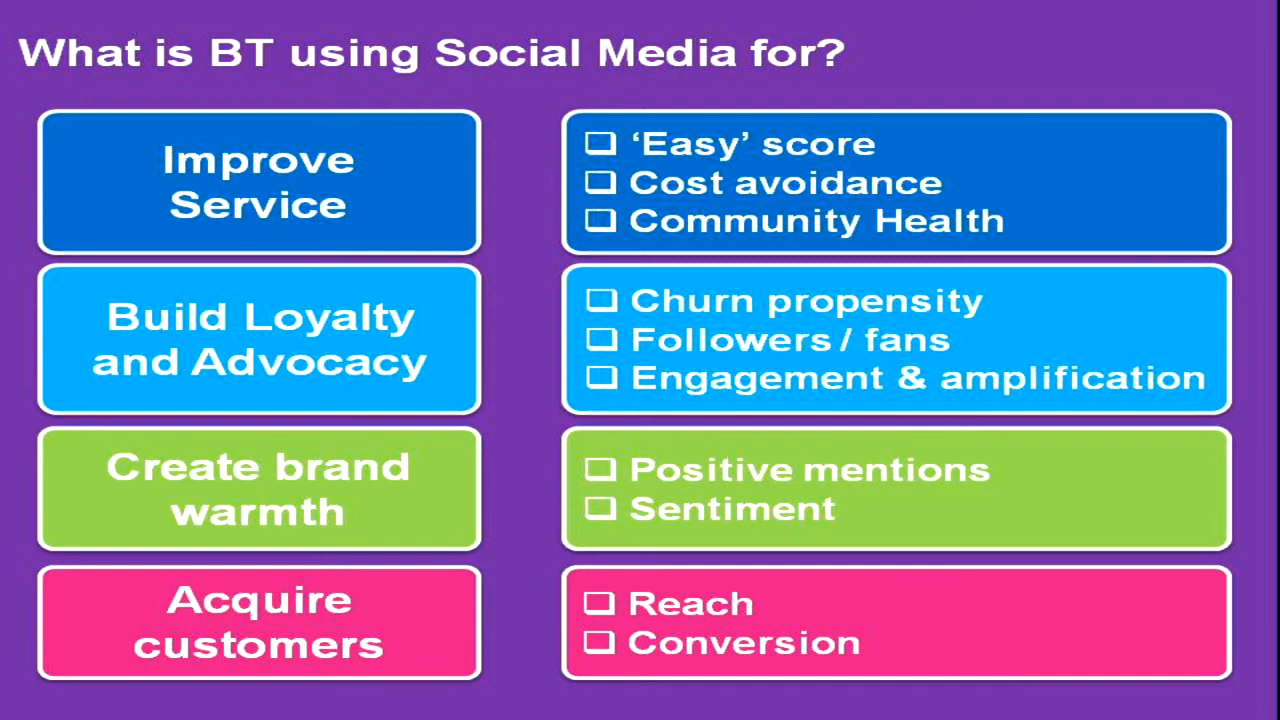 What is BT using Social Media for?
Improve
Service
❑ ‘Easy’ score
❑ Cost avoidance
❑ Community Health
Build Loyalty
and Advocacy
❑ Churn propensity
❑ Followers / fans
❑ Engagement & amplification
Create brand
warmth
❑ Positive mentions
❑ Sentiment
Acquire
customers
❑ Reach
❑ Conversion